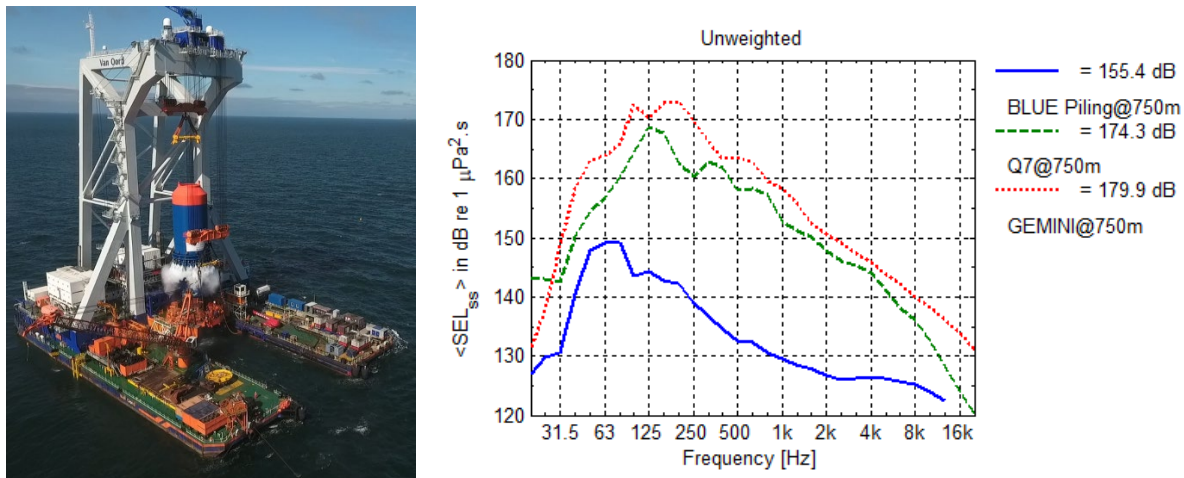 Van Oord
Unweighted
180
170
160
150
140
130
120
<SELss> in dB re 1 μPa².s
31.5 63 125 250 500 1k 2k 4k 8k 16k
Frequency [Hz]
= 155.4 dB
BLUE Piling@750m
= 174.3 dB
Q7@750m
= 179.9 dB
GEMINI@750m